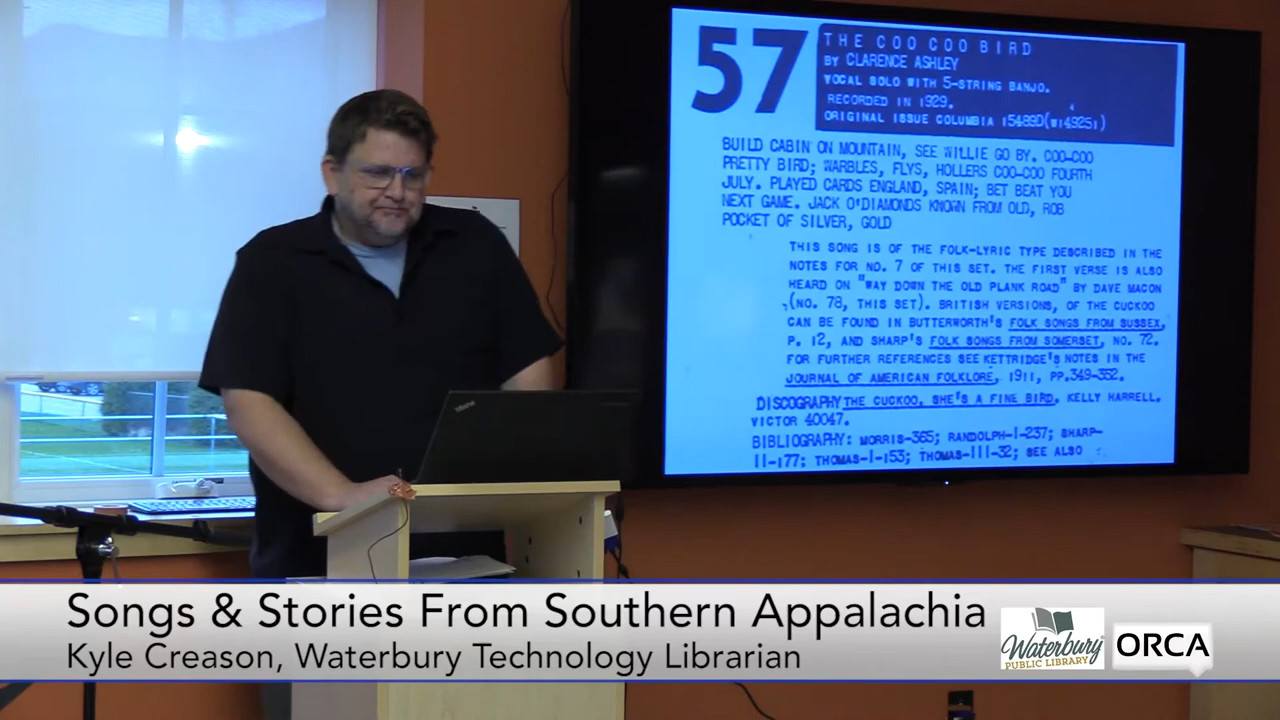 57
THE COO COO BIRD
BY CLARENCE ASHLEY
VOCAL SOLO WITH 5-STRING BANJO.
RECORDED IN 1929.
ORIGINAL ISSUE COLUMBIA 15489D(W149251)
BUILD CABIN ON MOUNTAIN, SEE WILLIE GO BY. COO-COO
PRETTY BIRD; WARBLES, FLYS, HOLLERS COO-COO FOURTH
JULY. PLAYED CARDS ENGLAND, SPAIN; BET BEAT YOU
NEXT GAME. JACK O'DIAMONDS KNOWN FROM OLD, ROB
POCKET OF SILVER, GOLD
THIS SONG IS OF THE FOLK-LYRIC TYPE DESCRIBED IN THE
NOTES FOR NO. 7 OF THIS SET. THE FIRST VERSE IS ALSO
HEARD ON "WAY DOWN THE OLD PLANK ROAD" BY DAVE MACON
(NO. 78, THIS SET). BRITISH VERSIONS, OF THE CUCKOO
CAN BE FOUND IN BUTTERWORTH'S FOLK SONGS FROM SUSSEX,
P. 12, AND SHARP'S FOLK SONGS FROM SOMERSET, NO. 72.
FOR FURTHER REFERENCES SEE KETTRIDGE'S NOTES IN THE
JOURNAL OF AMERICAN FOLKLORE, 1911, PP.349-352.
DISCOGRAPHY THE CUCKOO, SHE'S A FINE BIRD, KELLY HARRELL,
VICTOR 40047.
BIBLIOGRAPHY: MORRIS-365; RANDOLPH-I-237; SHARP-
II-177; THOMAS-I-153; THOMAS-III-32; SEE ALSO
ThinkPad
Songs & Stories From Southern Appalachia
Kyle Creason, Waterbury Technology Librarian
Waterbury
PUBLIC LIBRARY
ORCA